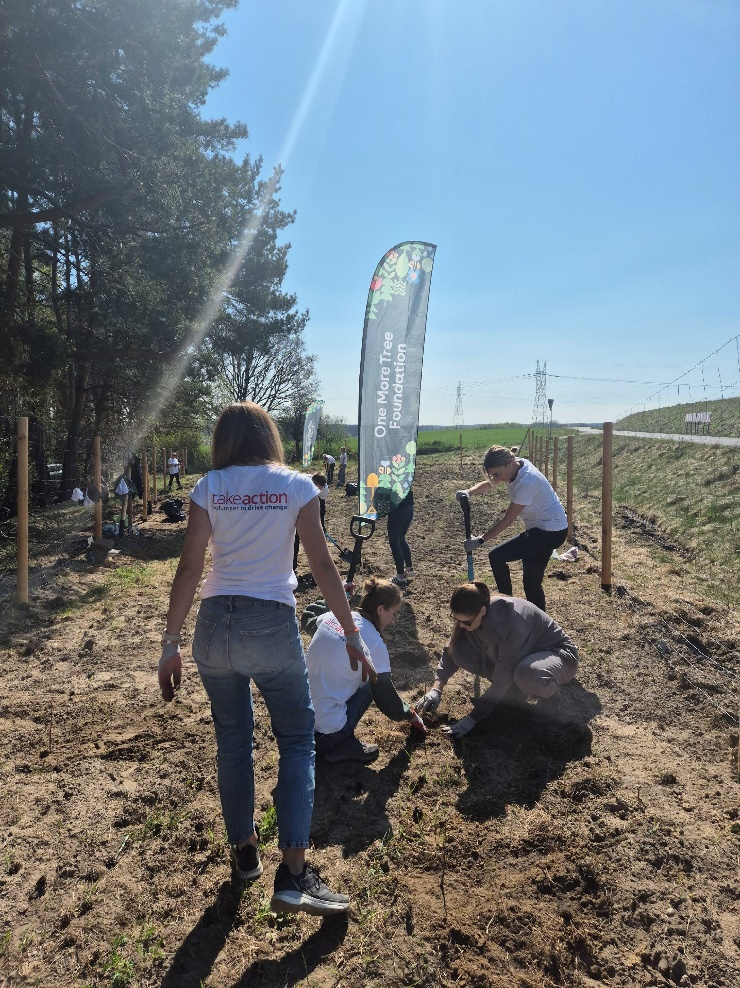 One More Tree
Foundation
takeaction
volunteer to drive change